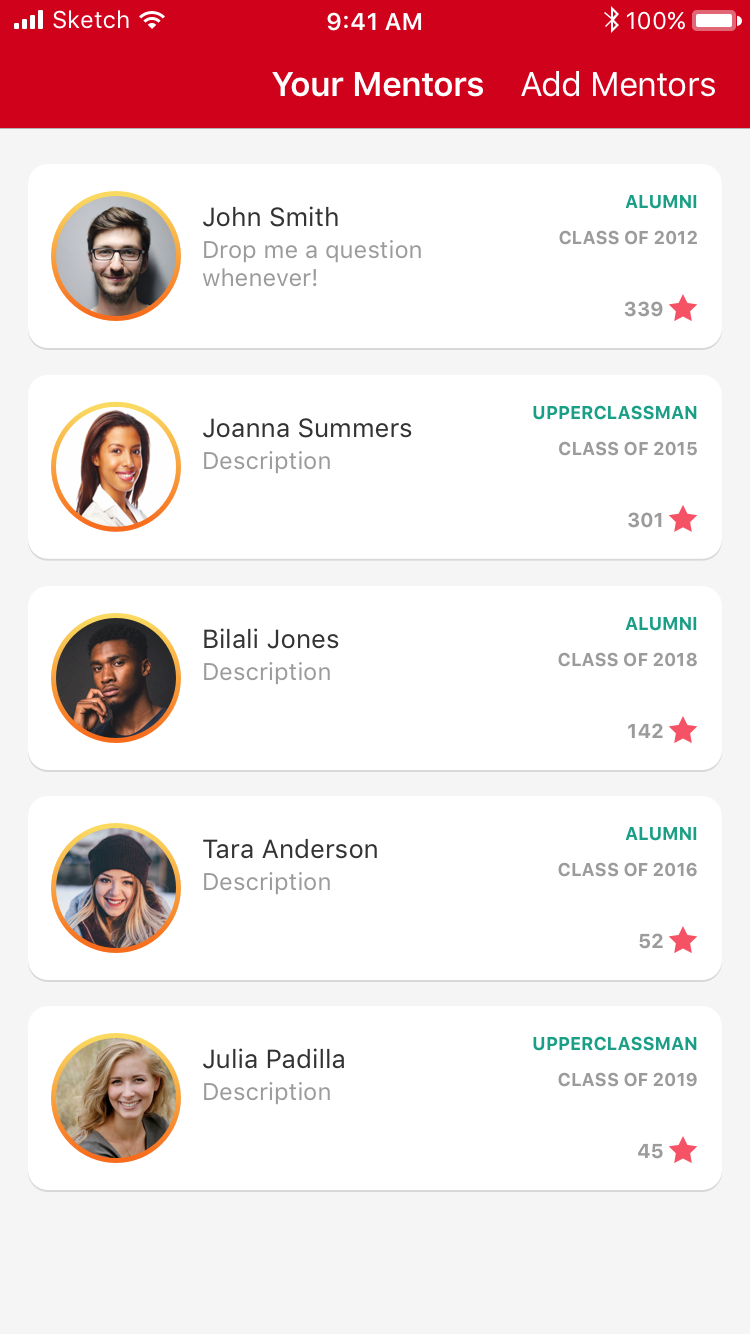 Sketch 9:41 AM 100%
Your Mentors Add Mentors
John Smith
Drop me a question
whenever!
ALUMNI
CLASS OF 2012
339
Joanna Summers
Description
UPPERCLASSMAN
CLASS OF 2015
301
Bilali Jones
Description
ALUMNI
CLASS OF 2018
142
Tara Anderson
Description
ALUMNI
CLASS OF 2016
52
Julia Padilla
Description
UPPERCLASSMAN
CLASS OF 2019
45